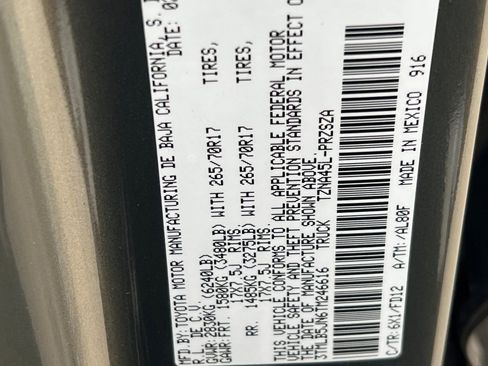 MFD. BY: TOYOTA MOTOR MANUFACTURING DE BAJA CALIFORNIA, S.
R. DE C.V. DATE:
GVWR: 2830KG (6240LB)
GAWR: FRT. 1580KG (3480LB) WITH 265/70R17 TIRES,
17X7.5J RIMS,
RR. 1485KG (3275LB) WITH 265/70R17 TIRES,
17X7.5J RIMS,
THIS VEHICLE CONFORMS TO ALL APPLICABLE FEDERAL MOTOR
VEHICLE SAFETY AND THEFT PREVENTION STANDARDS IN EFFECT O
THE DATE OF MANUFACTURE SHOWN ABOVE.
3TMLB5JN6TM246616 TRUCK TZNA45L-PRZSZA
C/TR: 6X1/FD12 A/TM: /AL80F MADE IN MEXICO 916